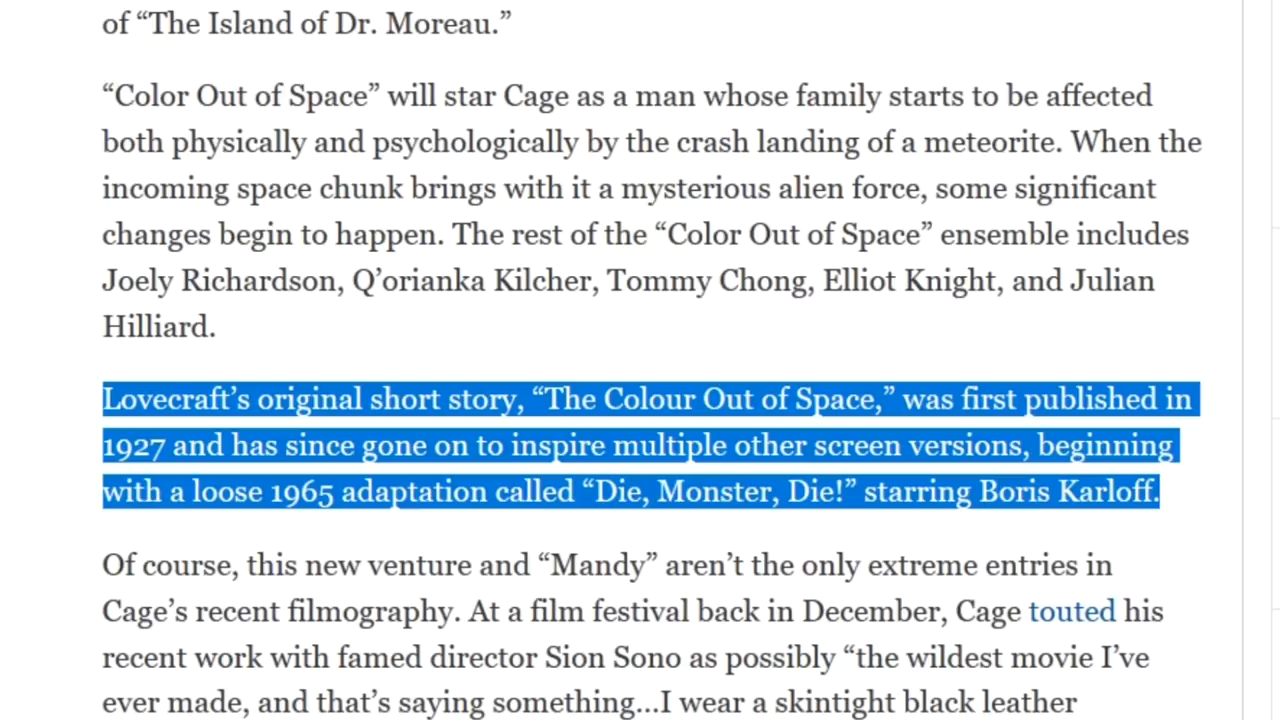 of “The Island of Dr. Moreau.”
“Color Out of Space” will star Cage as a man whose family starts to be affected
both physically and psychologically by the crash landing of a meteorite. When the
incoming space chunk brings with it a mysterious alien force, some significant
changes begin to happen. The rest of the “Color Out of Space” ensemble includes
Joely Richardson, Q’orianka Kilcher, Tommy Chong, Elliot Knight, and Julian
Hilliard.
Lovecraft’s original short story, “The Colour Out of Space,” was first published in
1927 and has since gone on to inspire multiple other screen versions, beginning
with a loose 1965 adaptation called “Die, Monster, Die!” starring Boris Karloff.
Of course, this new venture and “Mandy” aren’t the only extreme entries in
Cage’s recent filmography. At a film festival back in December, Cage touted his
recent work with famed director Sion Sono as possibly “the wildest movie I’ve
ever made, and that’s saying something...I wear a skintight black leather